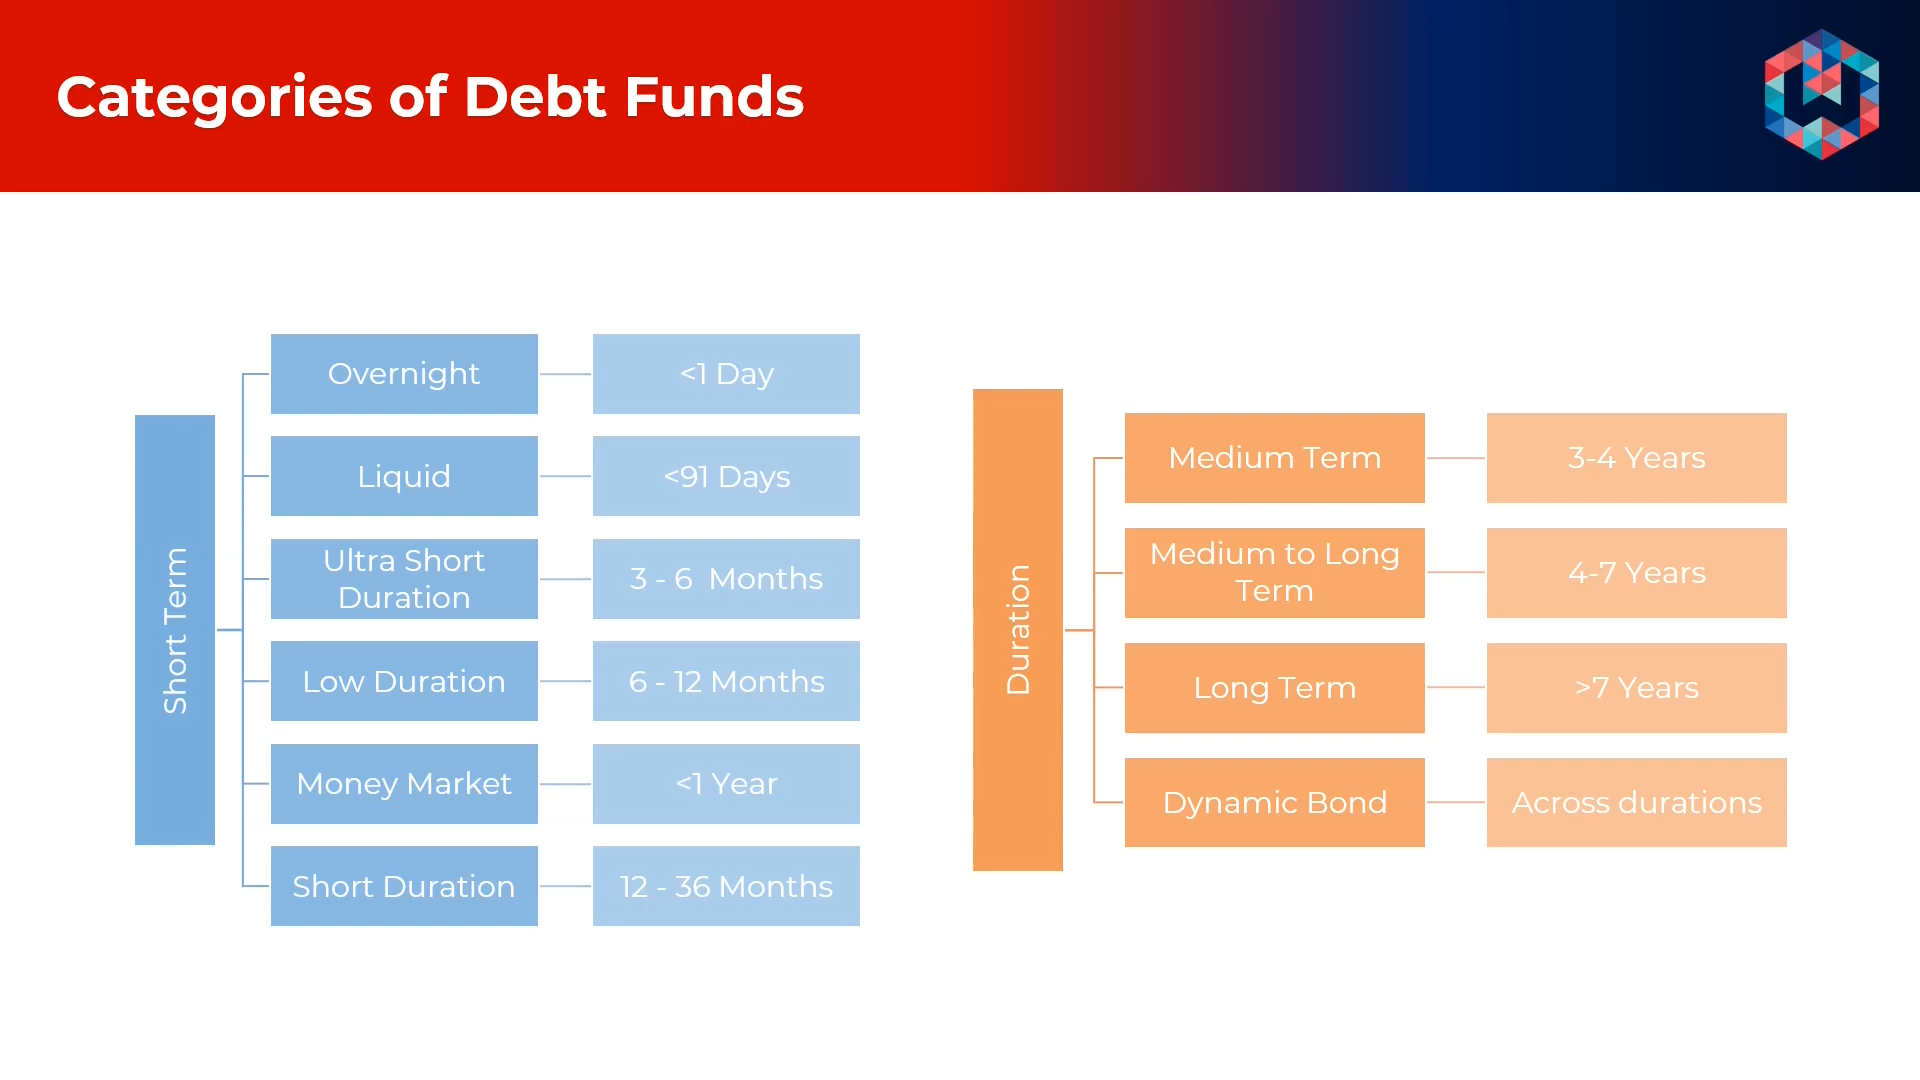 Categories of Debt Funds
Short Term
Overnight
<1 Day
Liquid
<91 Days
Ultra Short
Duration
3 - 6  Months
Low Duration
6 - 12 Months
Money Market
<1 Year
Short Duration
12 - 36 Months
Duration
Medium Term
3-4 Years
Medium to Long
Term
4-7 Years
Long Term
>7 Years
Dynamic Bond
Across durations